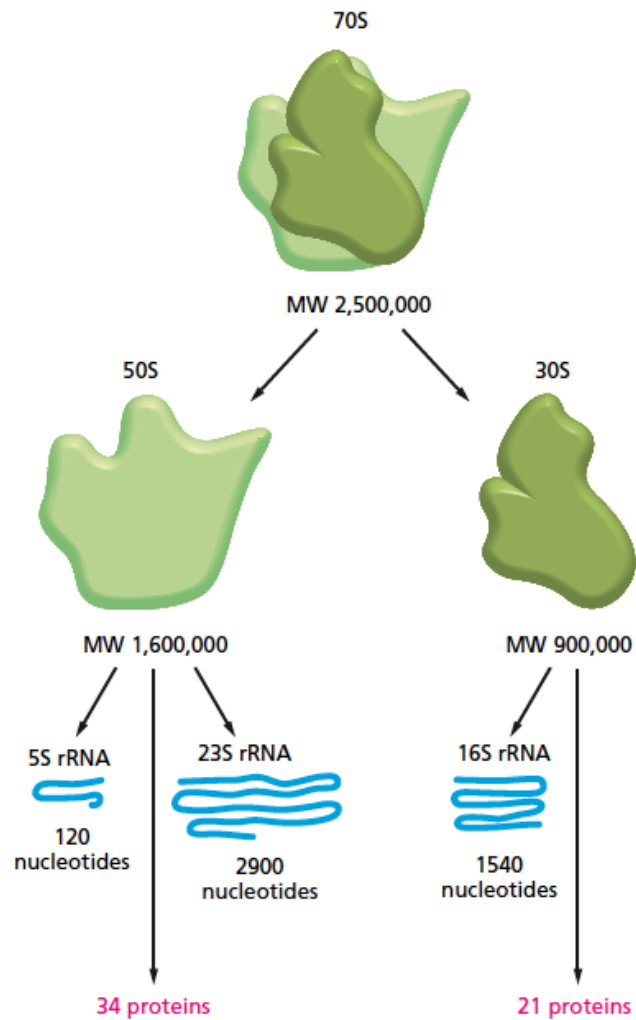 70S
MW 2,500,000
50S
30S
MW 1,600,000
MW 900,000
5S rRNA
23S rRNA
16S rRNA
120
nucleotides
2900
nucleotides
1540
nucleotides
34 proteins
21 proteins